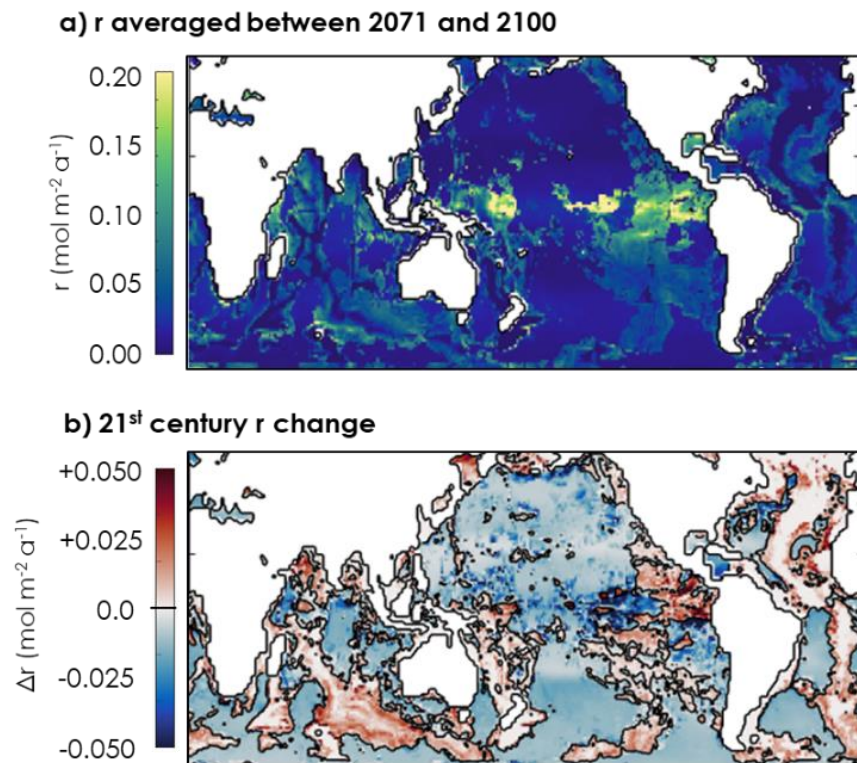 a) r averaged between 2071 and 2100
0.20
0.15
0.10
0.05
0.00
r (mol m⁻² a⁻¹)
b) 21ˢᵗ century r change
+0.050
+0.025
0.0
-0.025
-0.050
Δr (mol m⁻² a⁻¹)